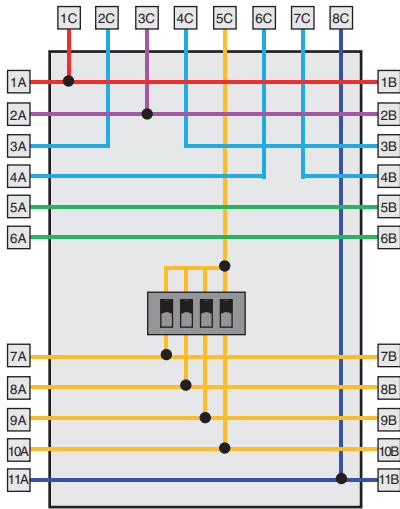 1C 2C 3C 4C 5C 6C 7C 8C
1A 1B
2A 2B
3A 3B
4A 4B
5A 5B
6A 6B
7A 7B
8A 8B
9A 9B
10A 10B
11A 11B